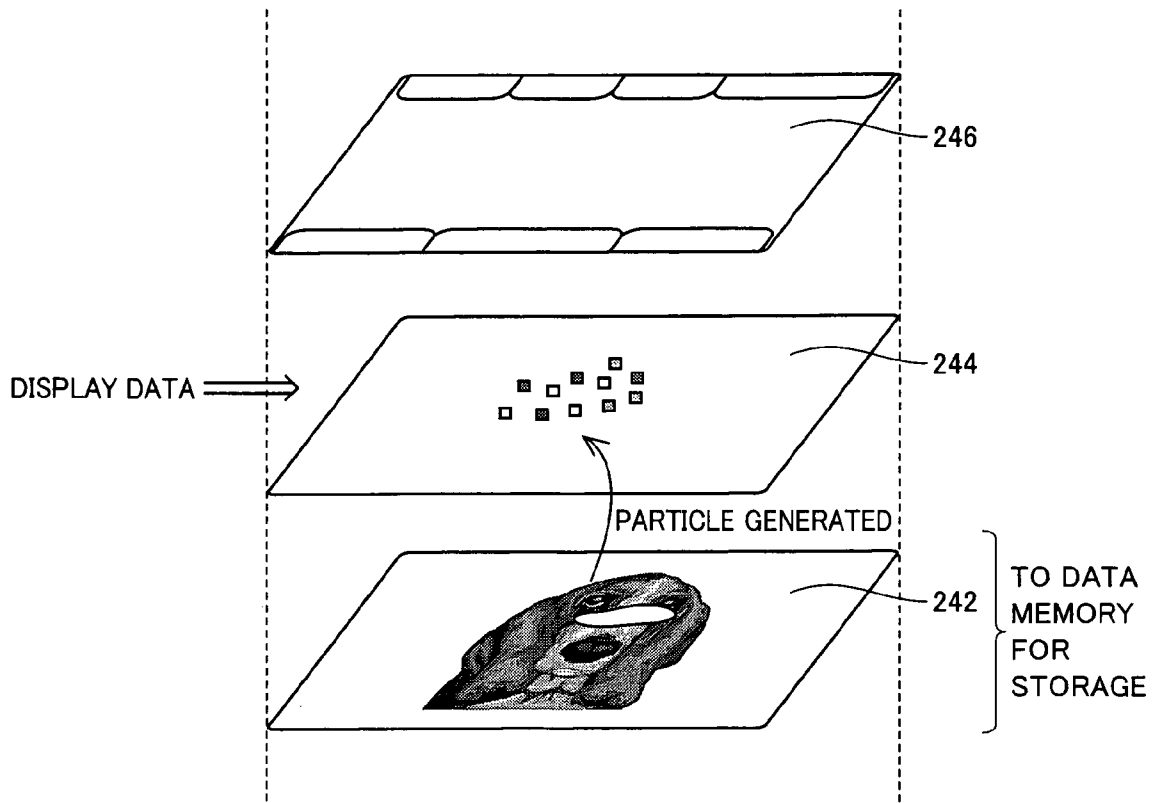 246
DISPLAY DATA
244
PARTICLE GENERATED
242
TO DATA
MEMORY
FOR
STORAGE